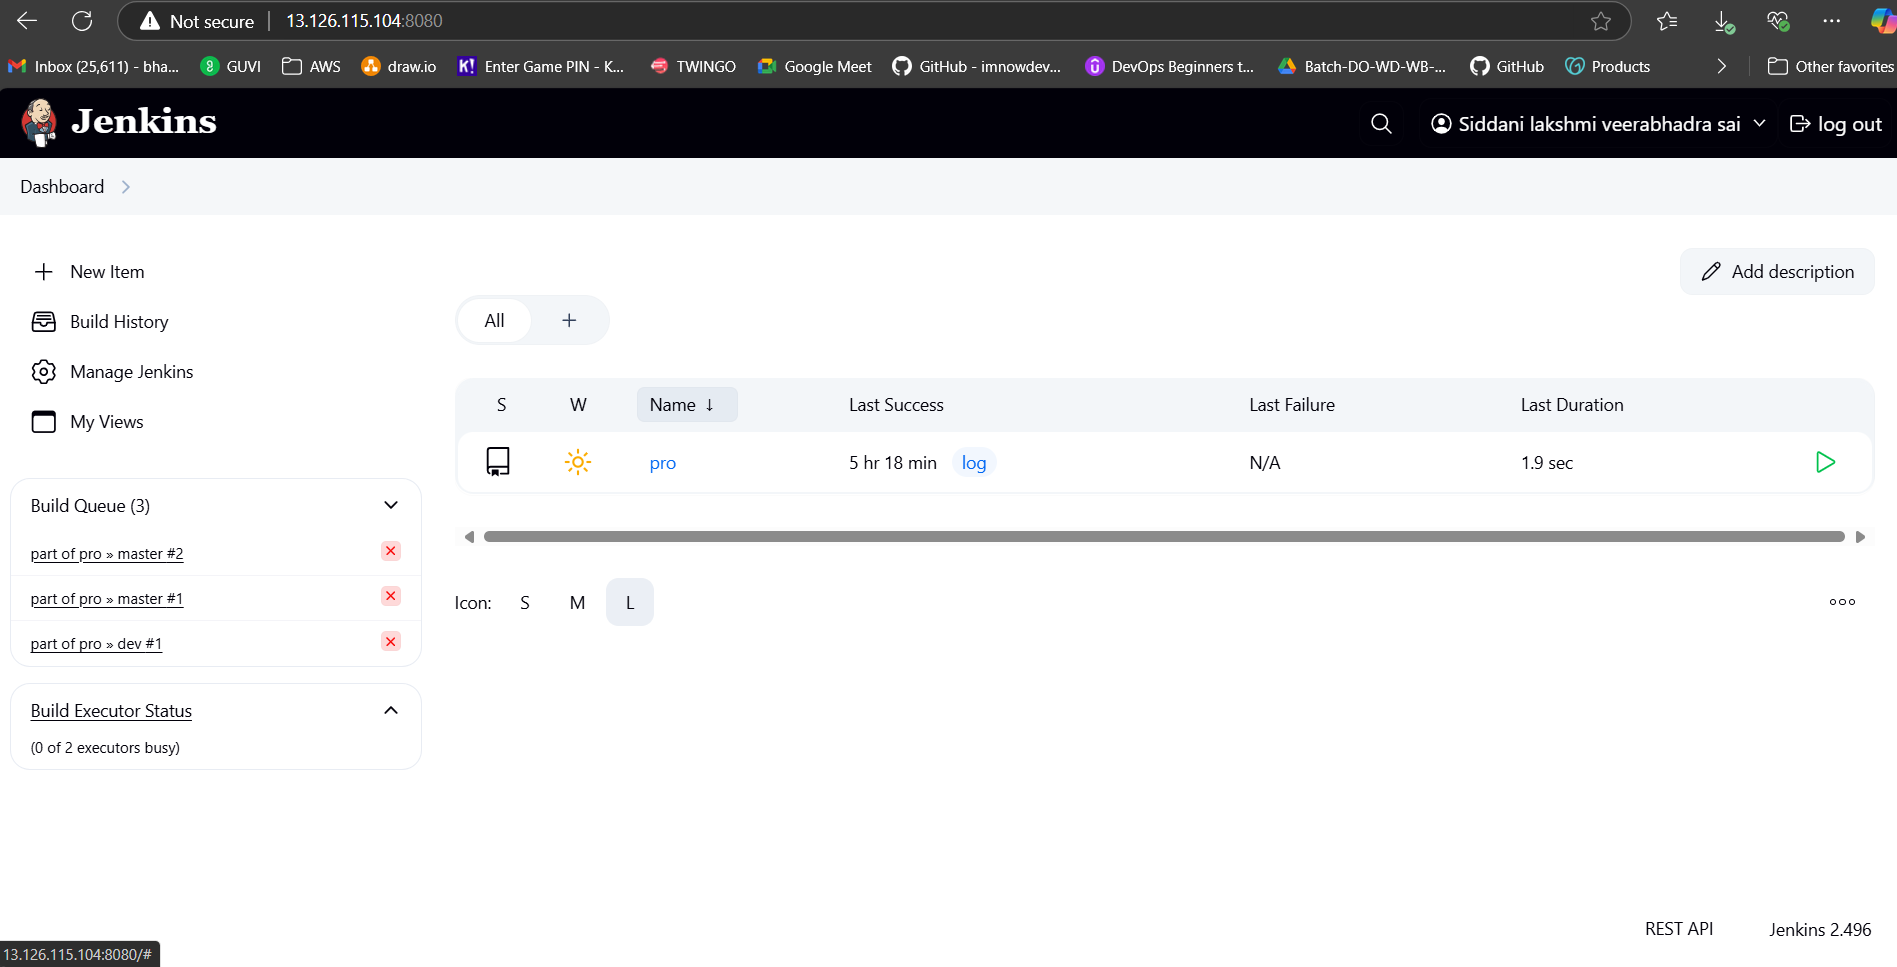 Not secure 13.126.115.104:8080
Inbox (25,611) - bha... GUVI AWS draw.io Enter Game PIN - K... TWINGO Google Meet GitHub - imnowdev... DevOps Beginners t... Batch-DO-WD-WB-... GitHub Products Other favorites
Jenkins Siddani lakshmi veerabhadra sai log out
Dashboard
New Item
Build History
Manage Jenkins
My Views
Build Queue (3)
part of pro » master #2
part of pro » master #1
part of pro » dev #1
Build Executor Status
(0 of 2 executors busy)
Add description
All +
S W Name ↓ Last Success Last Failure Last Duration
pro 5 hr 18 min log N/A 1.9 sec
Icon: S M L
REST API Jenkins 2.496
13.126.115.104:8080/#